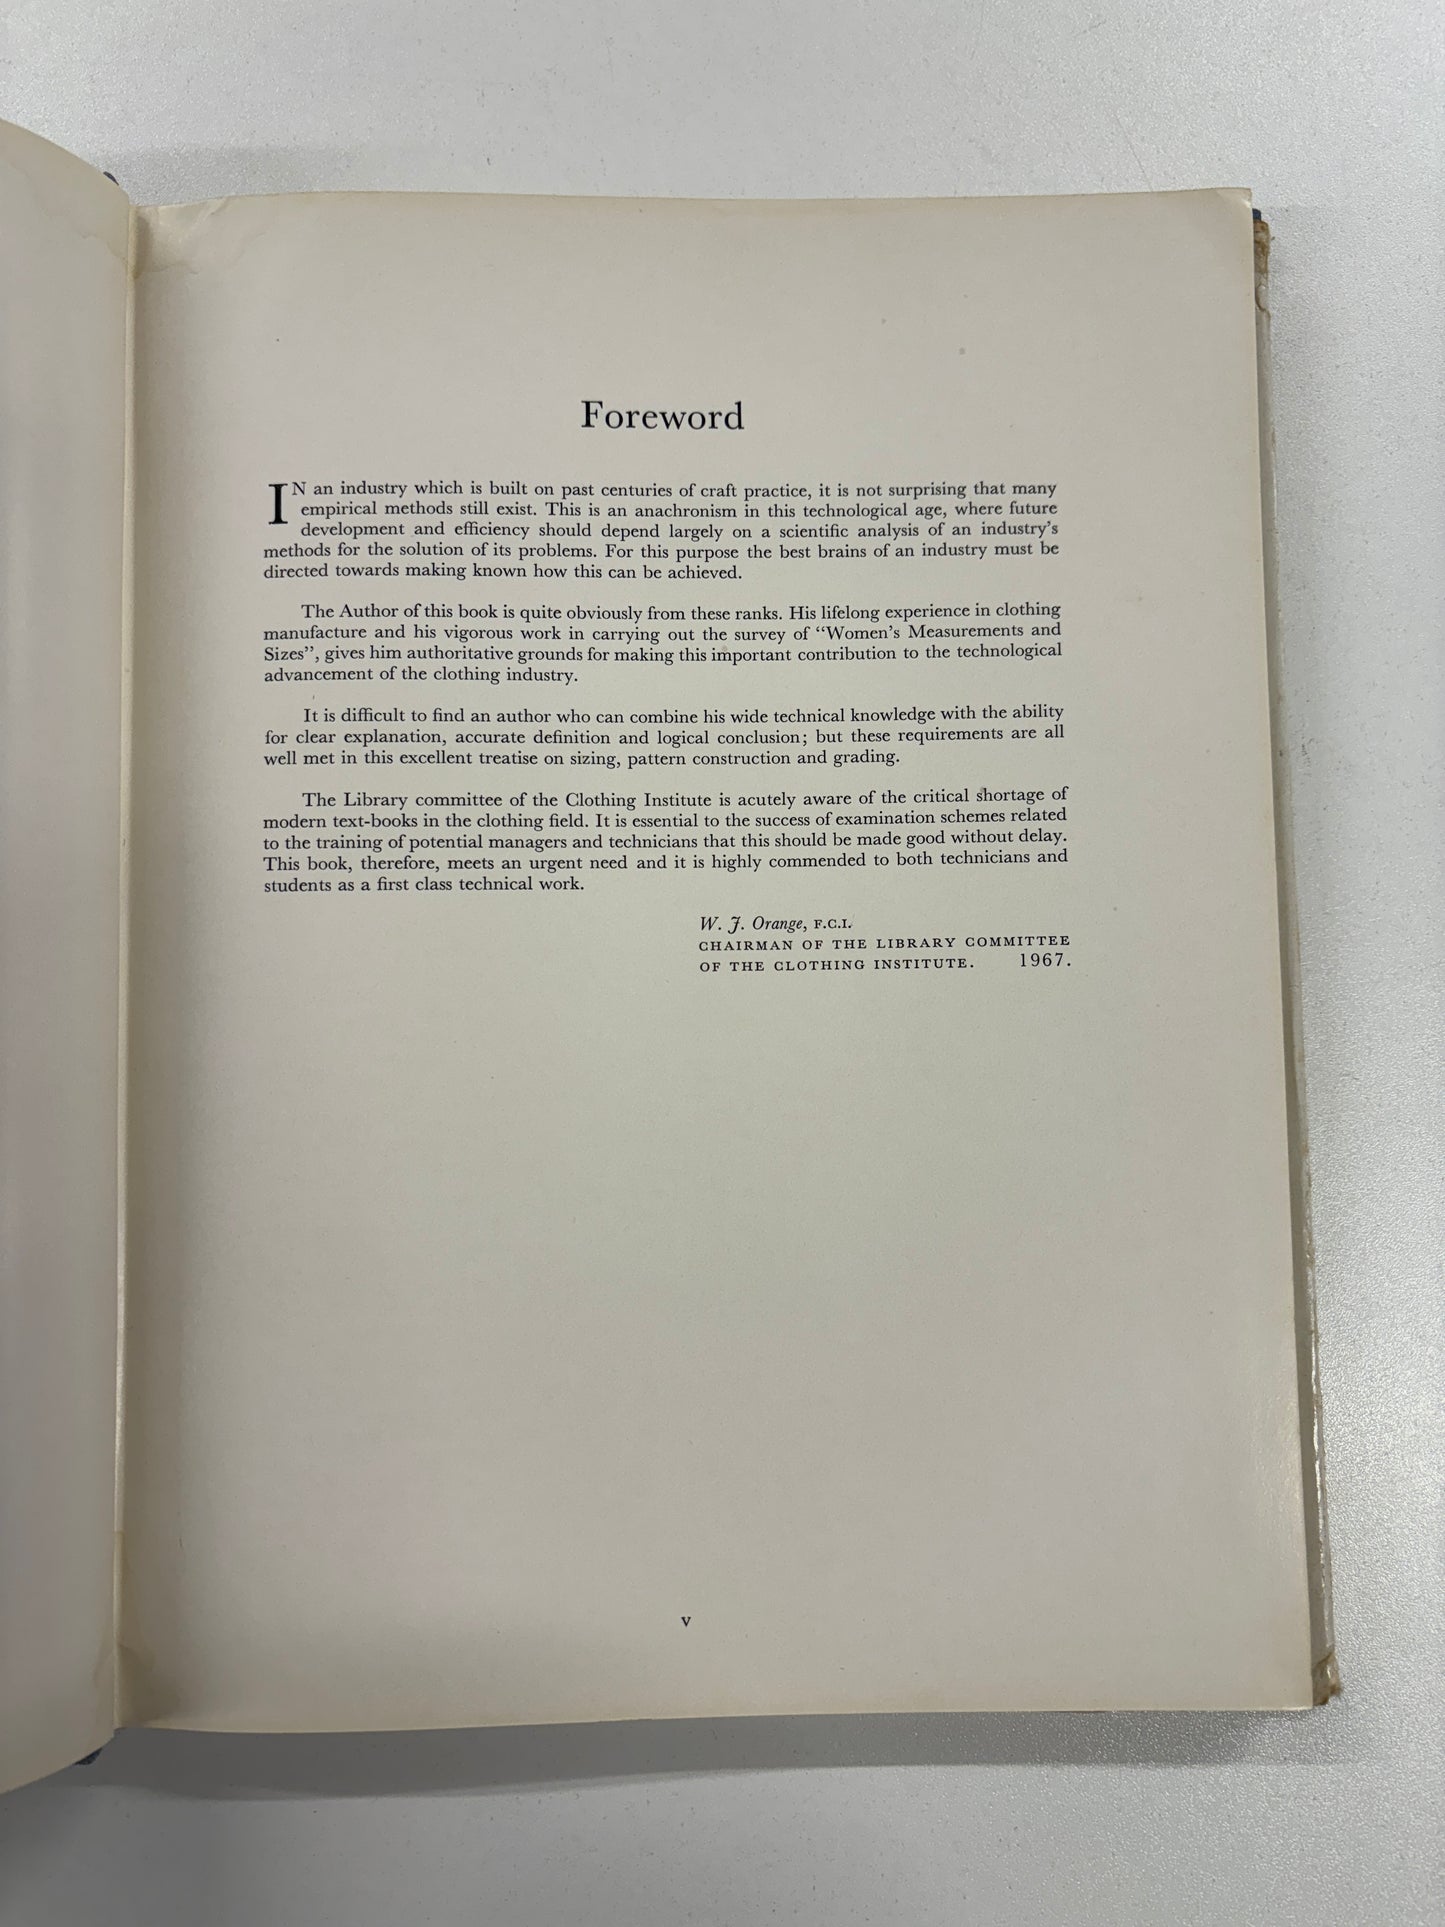 Foreword
IN an industry which is built on past centuries of craft practice, it is not surprising that many
empirical methods still exist. This is an anachronism in this technological age, where future
development and efficiency should depend largely on a scientific analysis of an industry's
methods for the solution of its problems. For this purpose the best brains of an industry must be
directed towards making known how this can be achieved.
The Author of this book is quite obviously from these ranks. His lifelong experience in clothing
manufacture and his vigorous work in carrying out the survey of "Women's Measurements and
Sizes", gives him authoritative grounds for making this important contribution to the technological
advancement of the clothing industry.
It is difficult to find an author who can combine his wide technical knowledge with the ability
for clear explanation, accurate definition and logical conclusion; but these requirements are all
well met in this excellent treatise on sizing, pattern construction and grading.
The Library committee of the Clothing Institute is acutely aware of the critical shortage of
modern text-books in the clothing field. It is essential to the success of examination schemes related
to the training of potential managers and technicians that this should be made good without delay.
This book, therefore, meets an urgent need and it is highly commended to both technicians and
students as a first class technical work.
W. J. Orange, F.C.I.
CHAIRMAN OF THE LIBRARY COMMITTEE
OF THE CLOTHING INSTITUTE. 1967.
v